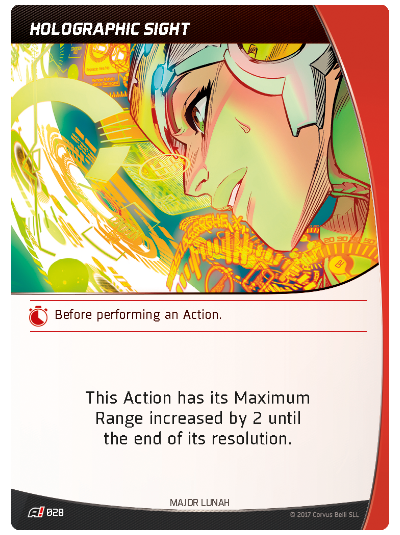 HOLOGRAPHIC SIGHT
Before performing an Action.
This Action has its Maximum
Range increased by 2 until
the end of its resolution.
MAJOR LUNAH
A! 028
© 2017 Corvus Belli SLL